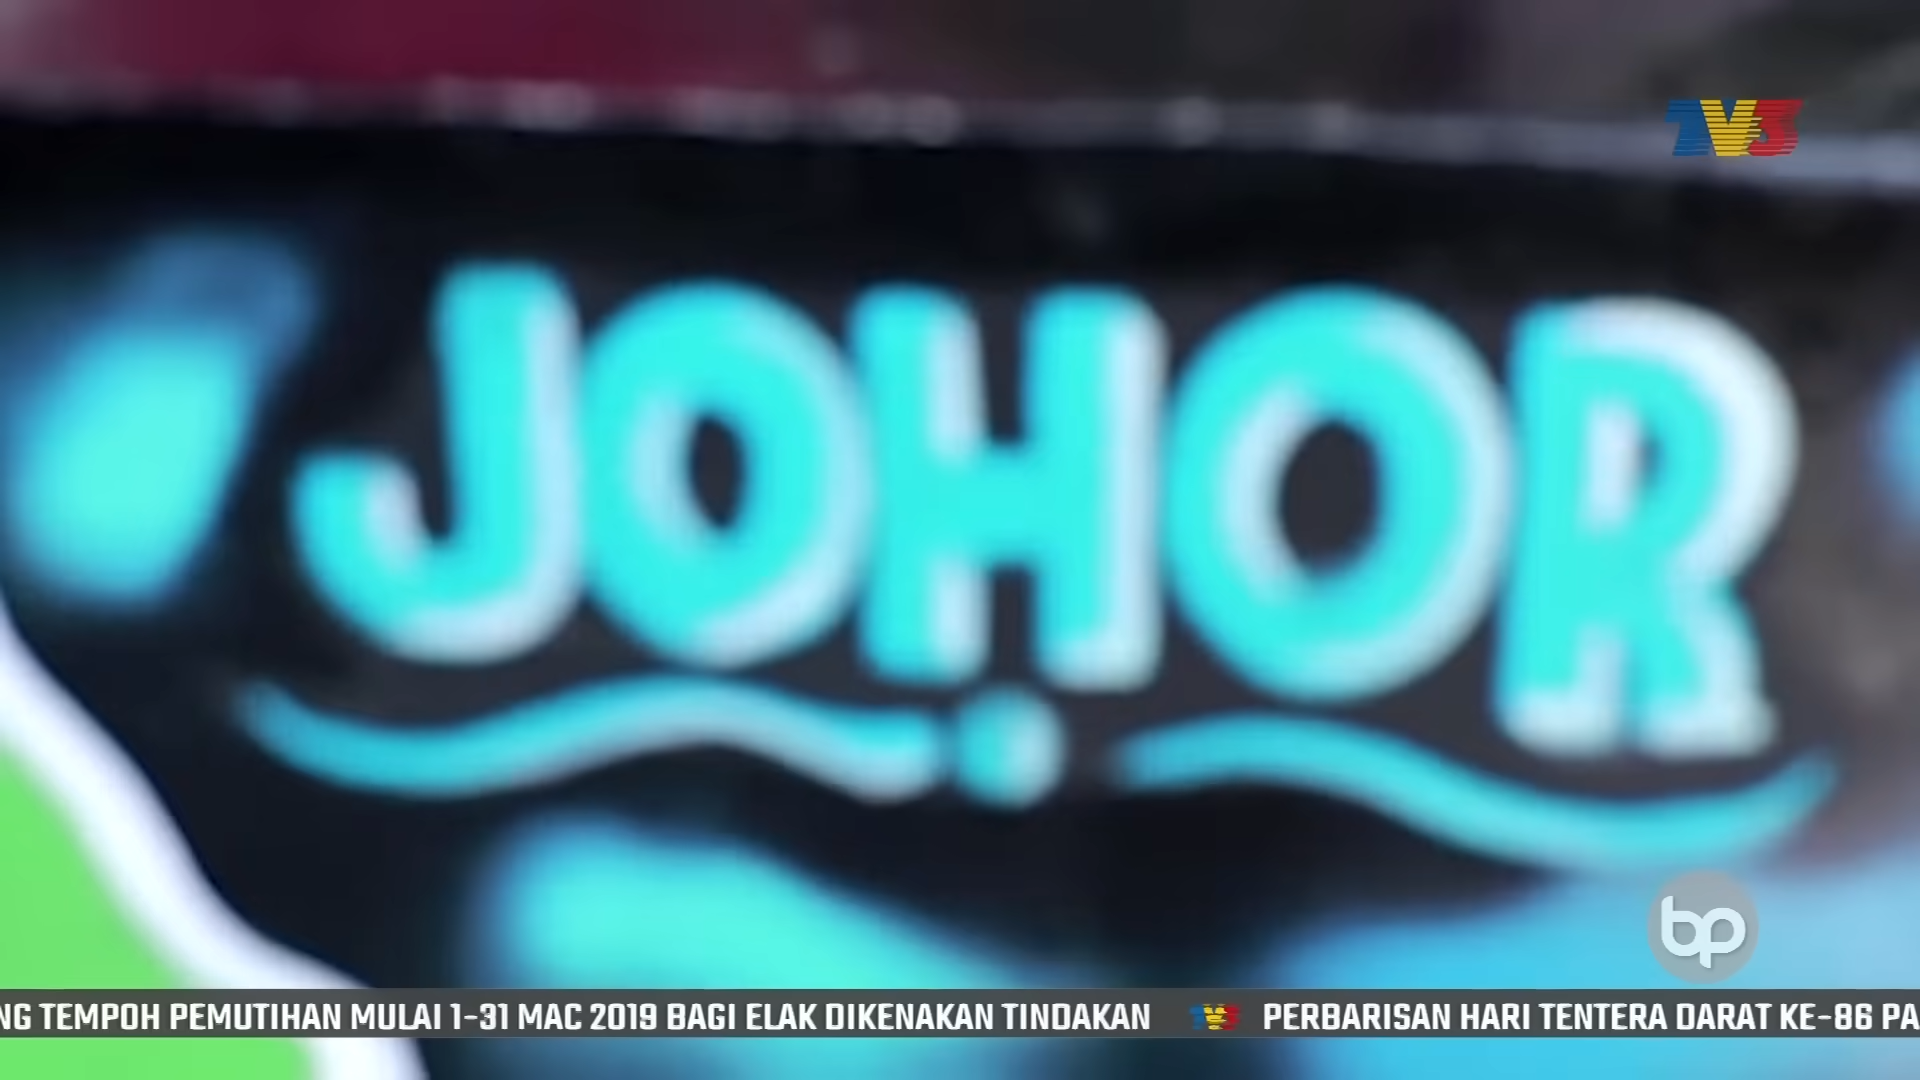 TV3
JOHOR
bp
NG TEMPOH PEMUTIHAN MULAI 1-31 MAC 2019 BAGI ELAK DIKENAKAN TINDAKAN TV3 PERBARISAN HARI TENTERA DARAT KE-86 PA